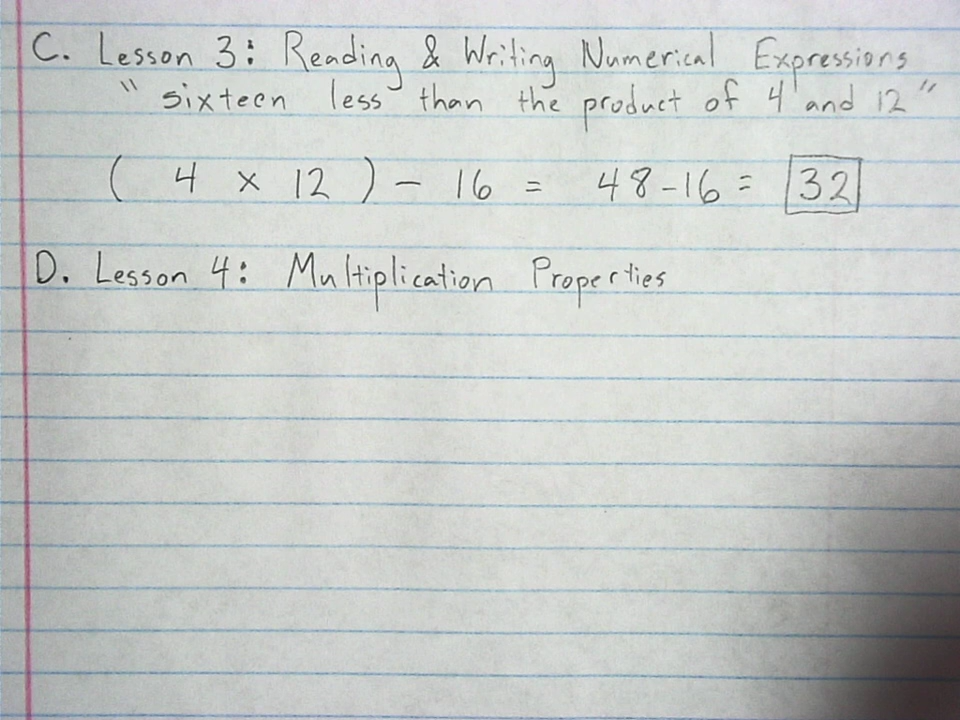 C. Lesson 3: Reading & Writing Numerical Expressions
"sixteen less than the product of 4 and 12"
( 4 x 12 ) - 16 = 48-16 = 32
D. Lesson 4: Multiplication Properties